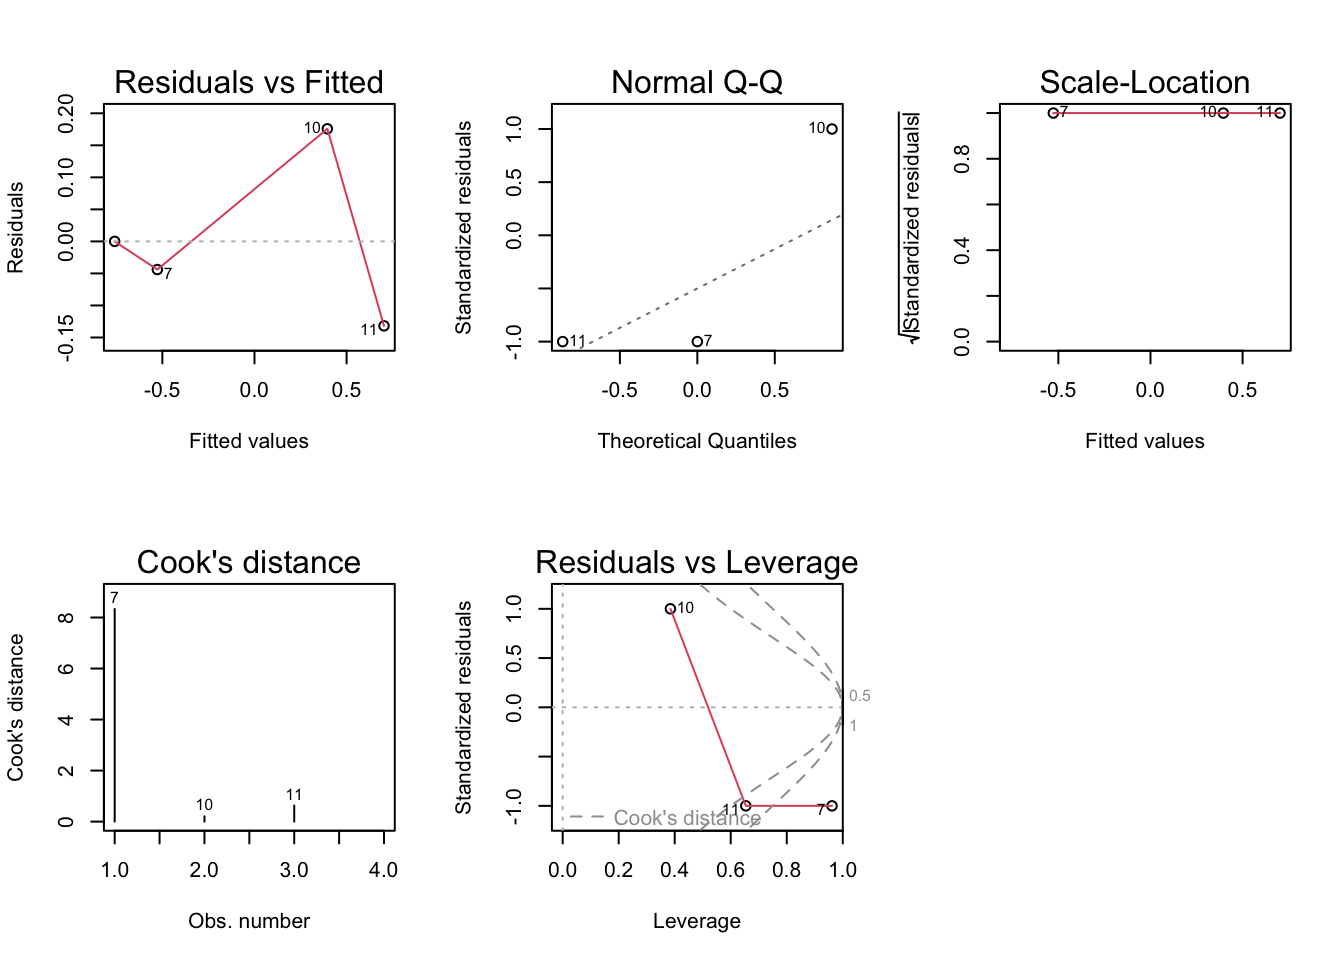 Residuals vs Fitted
Residuals
0.20
0.10
0.00
-0.15
10
7
11
-0.5 0.0 0.5
Fitted values
Normal Q-Q
Standardized residuals
1.0
0.5
0.0
-1.0
10
11
7
-0.5 0.0 0.5
Theoretical Quantiles
Scale-Location
√|Standardized residuals|
0.8
0.4
0.0
7
10
11
-0.5 0.0 0.5
Fitted values
Cook's distance
Cook's distance
8
6
4
2
0
7
10
11
1.0 2.0 3.0 4.0
Obs. number
Residuals vs Leverage
Standardized residuals
1.0
0.5
0.0
-1.0
10
11
7
0.5
1
Cook's distance
0.0 0.2 0.4 0.6 0.8 1.0
Leverage